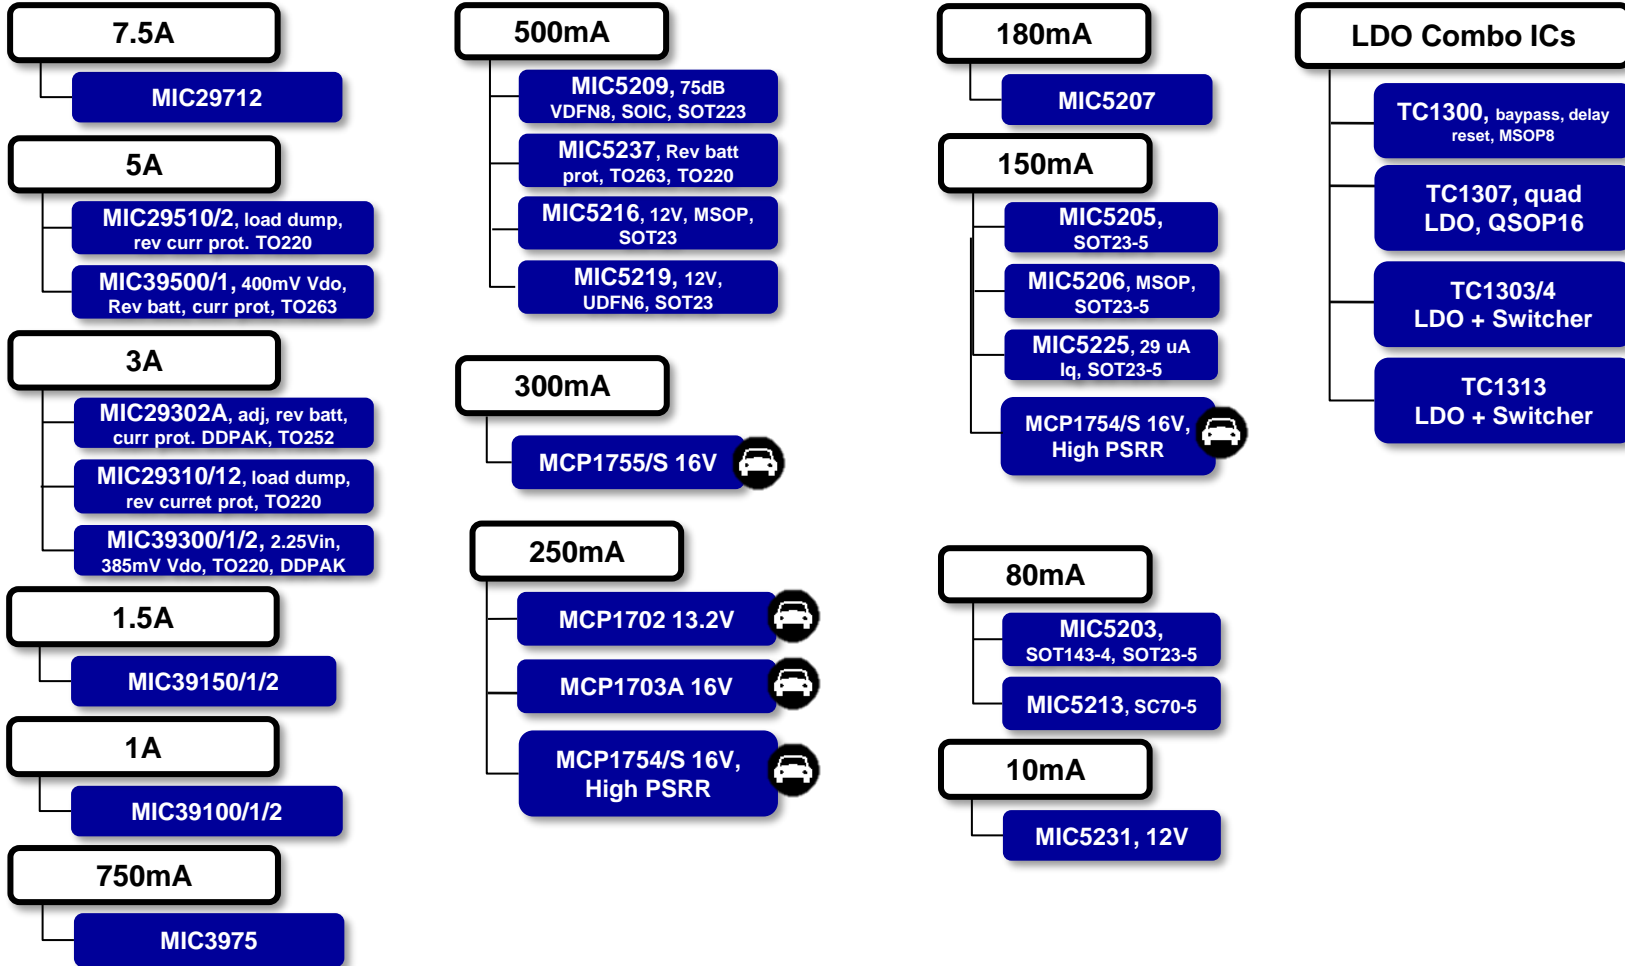 7.5A
MIC29712
5A
MIC29510/2, load dump,
rev curr prot. TO220
MIC39500/1, 400mV Vdo,
Rev batt, curr prot, TO263
3A
MIC29302A, adj, rev batt,
curr prot. DDPAK, TO252
MIC29310/12, load dump,
rev curret prot, TO220
MIC39300/1/2, 2.25Vin,
385mV Vdo, TO220, DDPAK
1.5A
MIC39150/1/2
1A
MIC39100/1/2
750mA
MIC3975
500mA
MIC5209, 75dB
VDFN8, SOIC, SOT223
MIC5237, Rev batt
prot, TO263, TO220
MIC5216, 12V, MSOP,
SOT23
MIC5219, 12V,
UDFN6, SOT23
300mA
MCP1755/S 16V
250mA
MCP1702 13.2V
MCP1703A 16V
MCP1754/S 16V,
High PSRR
180mA
MIC5207
150mA
MIC5205,
SOT23-5
MIC5206, MSOP,
SOT23-5
MIC5225, 29 uA
Iq, SOT23-5
MCP1754/S 16V,
High PSRR
80mA
MIC5203,
SOT143-4, SOT23-5
MIC5213, SC70-5
10mA
MIC5231, 12V
LDO Combo ICs
TC1300, baypass, delay
reset, MSOP8
TC1307, quad
LDO, QSOP16
TC1303/4
LDO + Switcher
TC1313
LDO + Switcher